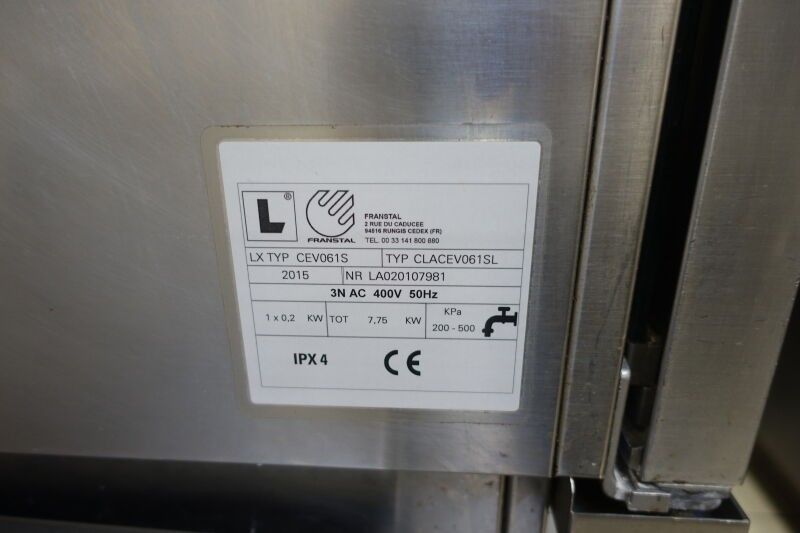 L ®
FRANSTAL
FRANSTAL
2 RUE DU CADUCEE
94516 RUNGIS CEDEX (FR)
TEL. 00 33 141 800 880
LX TYP CEV061S TYP CLACEV061SL
2015 NR LA020107981
3N AC 400V 50Hz
1 x 0,2 KW TOT 7,75 KW KPa 200 - 500
IPX 4 CE